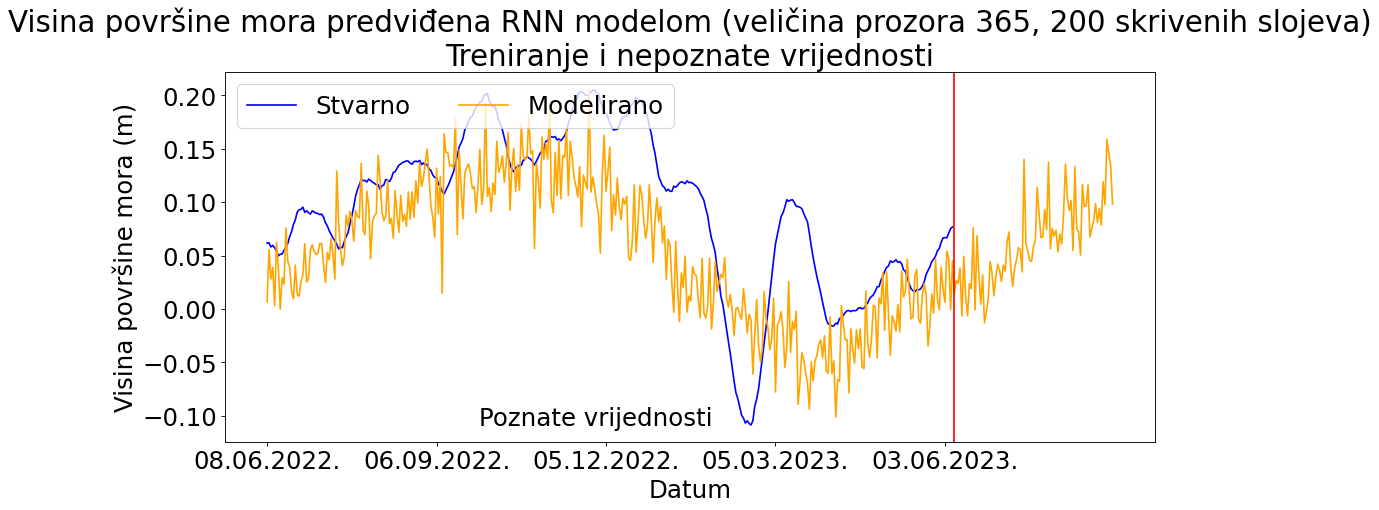 Visina površine mora predviđena RNN modelom (veličina prozora 365, 200 skrivenih slojeva)
Treniranje i nepoznate vrijednosti
Stvarno
Modelirano
Visina površine mora (m)
0.20
0.15
0.10
0.05
0.00
−0.05
−0.10
Poznate vrijednosti
08.06.2022.
06.09.2022.
05.12.2022.
05.03.2023.
03.06.2023.
Datum